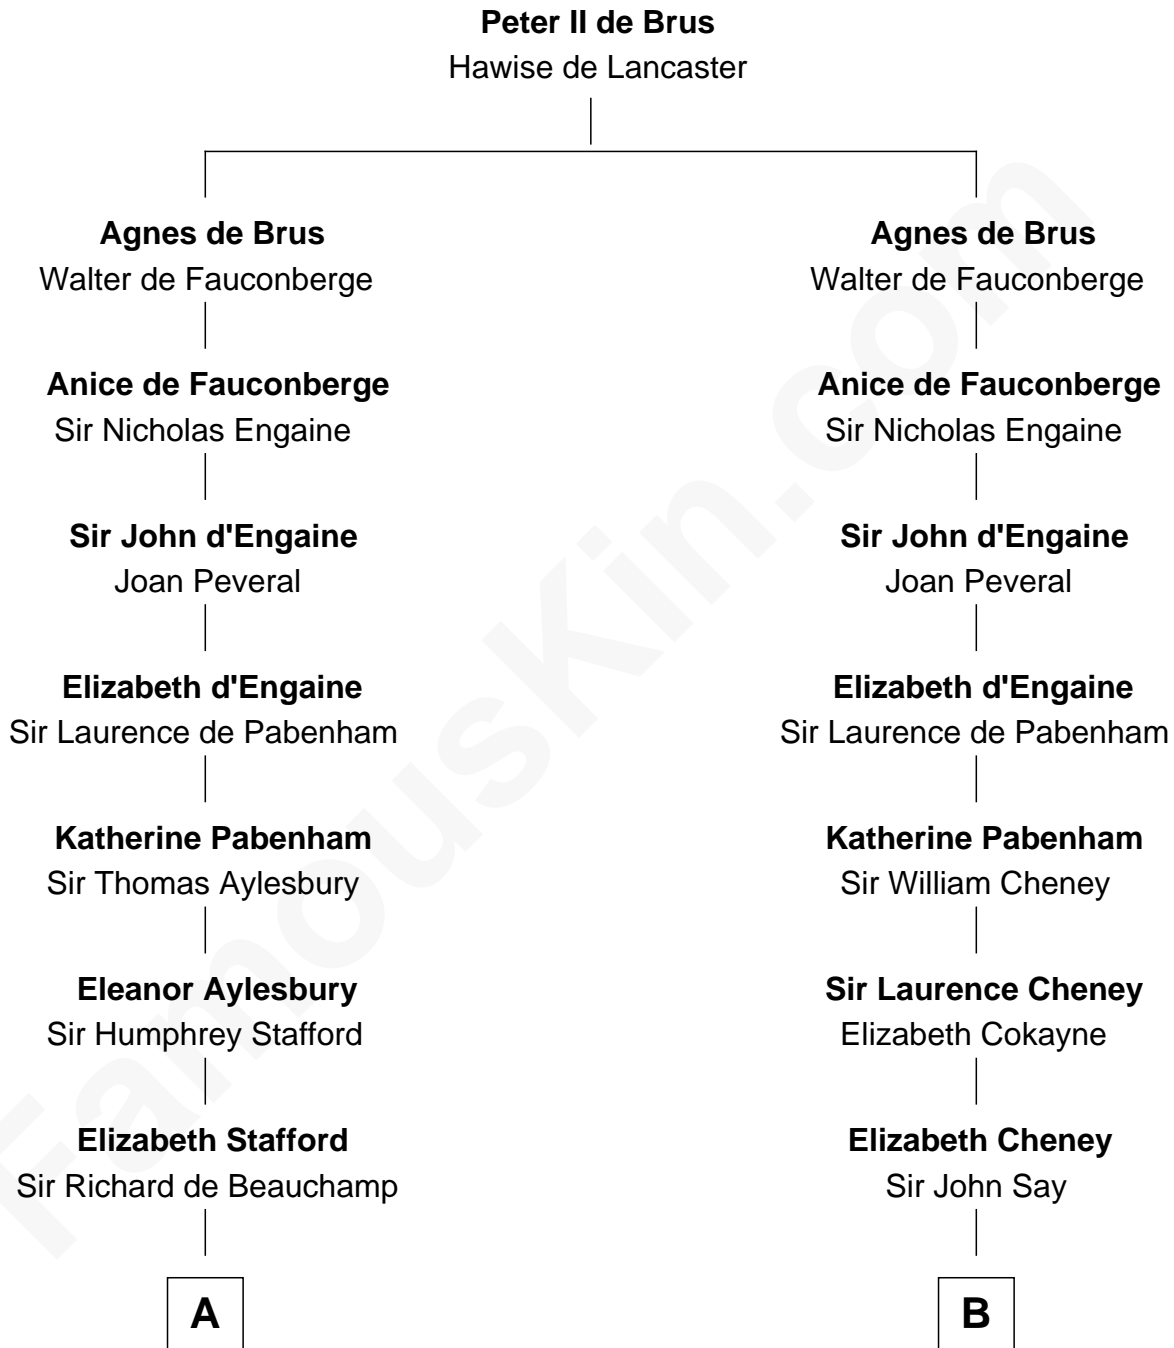 Peter II de Brus
Hawise de Lancaster
Agnes de Brus
Walter de Fauconberge
Agnes de Brus
Walter de Fauconberge
Anice de Fauconberge
Sir Nicholas Engaine
Anice de Fauconberge
Sir Nicholas Engaine
Sir John d'Engaine
Joan Peveral
Sir John d'Engaine
Joan Peveral
Elizabeth d'Engaine
Sir Laurence de Pabenham
Elizabeth d'Engaine
Sir Laurence de Pabenham
Katherine Pabenham
Sir Thomas Aylesbury
Katherine Pabenham
Sir William Cheney
Eleanor Aylesbury
Sir Humphrey Stafford
Sir Laurence Cheney
Elizabeth Cokayne
Elizabeth Stafford
Sir Richard de Beauchamp
Elizabeth Cheney
Sir John Say
A
B
FamousKin.com